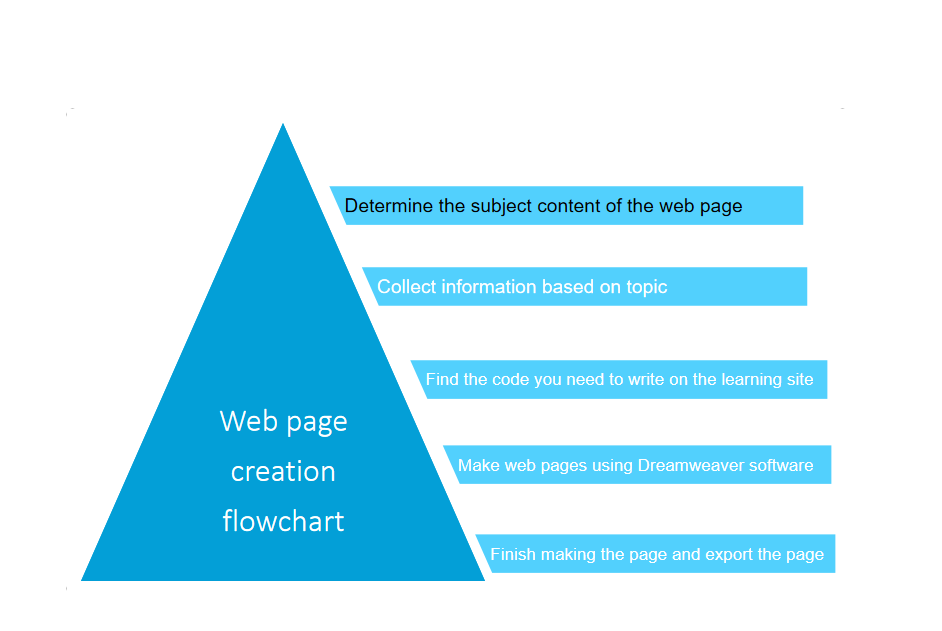 Determine the subject content of the web page
Collect information based on topic
Find the code you need to write on the learning site
Make web pages using Dreamweaver software
Finish making the page and export the page
Web page
creation
flowchart